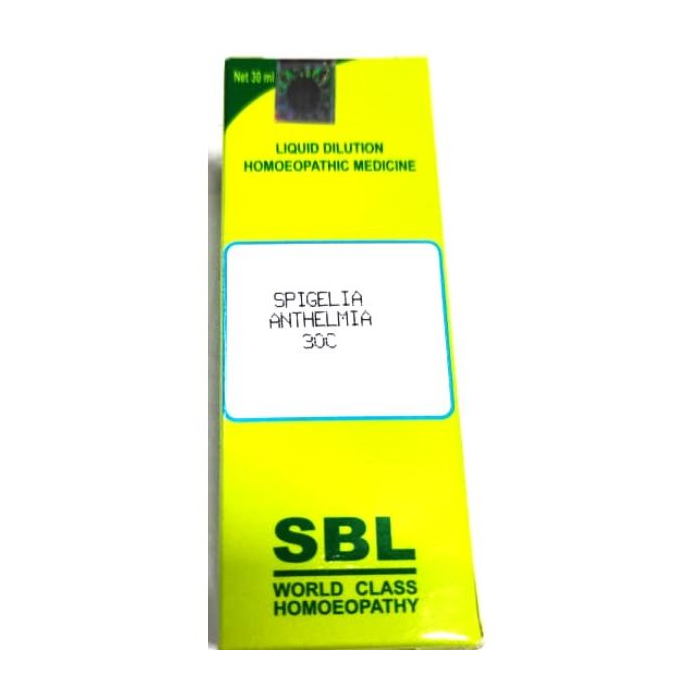 Net 30 ml
LIQUID DILUTION
HOMOEOPATHIC MEDICINE
SPIGELIA
ANTHELMIA
30C
SBL
WORLD CLASS
HOMOEOPATHY